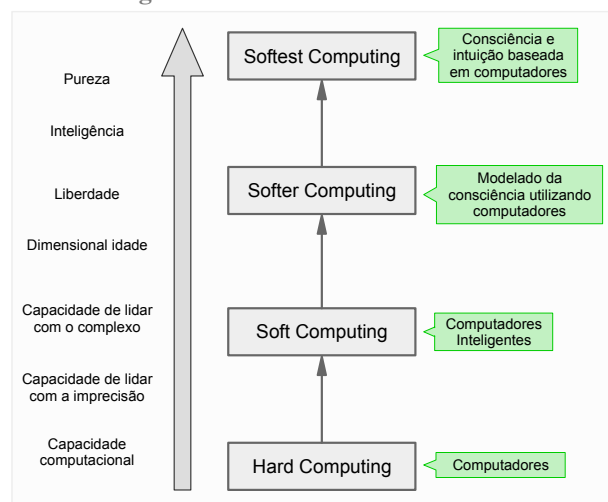 Softest Computing
Consciência e
intuição baseada
em computadores
Pureza
Inteligência
Liberdade
Softer Computing
Modelado da
consciência utilizando
computadores
Dimensional idade
Capacidade de lidar
com o complexo
Soft Computing
Computadores
Inteligentes
Capacidade de lidar
com a imprecisão
Capacidade
computacional
Hard Computing
Computadores